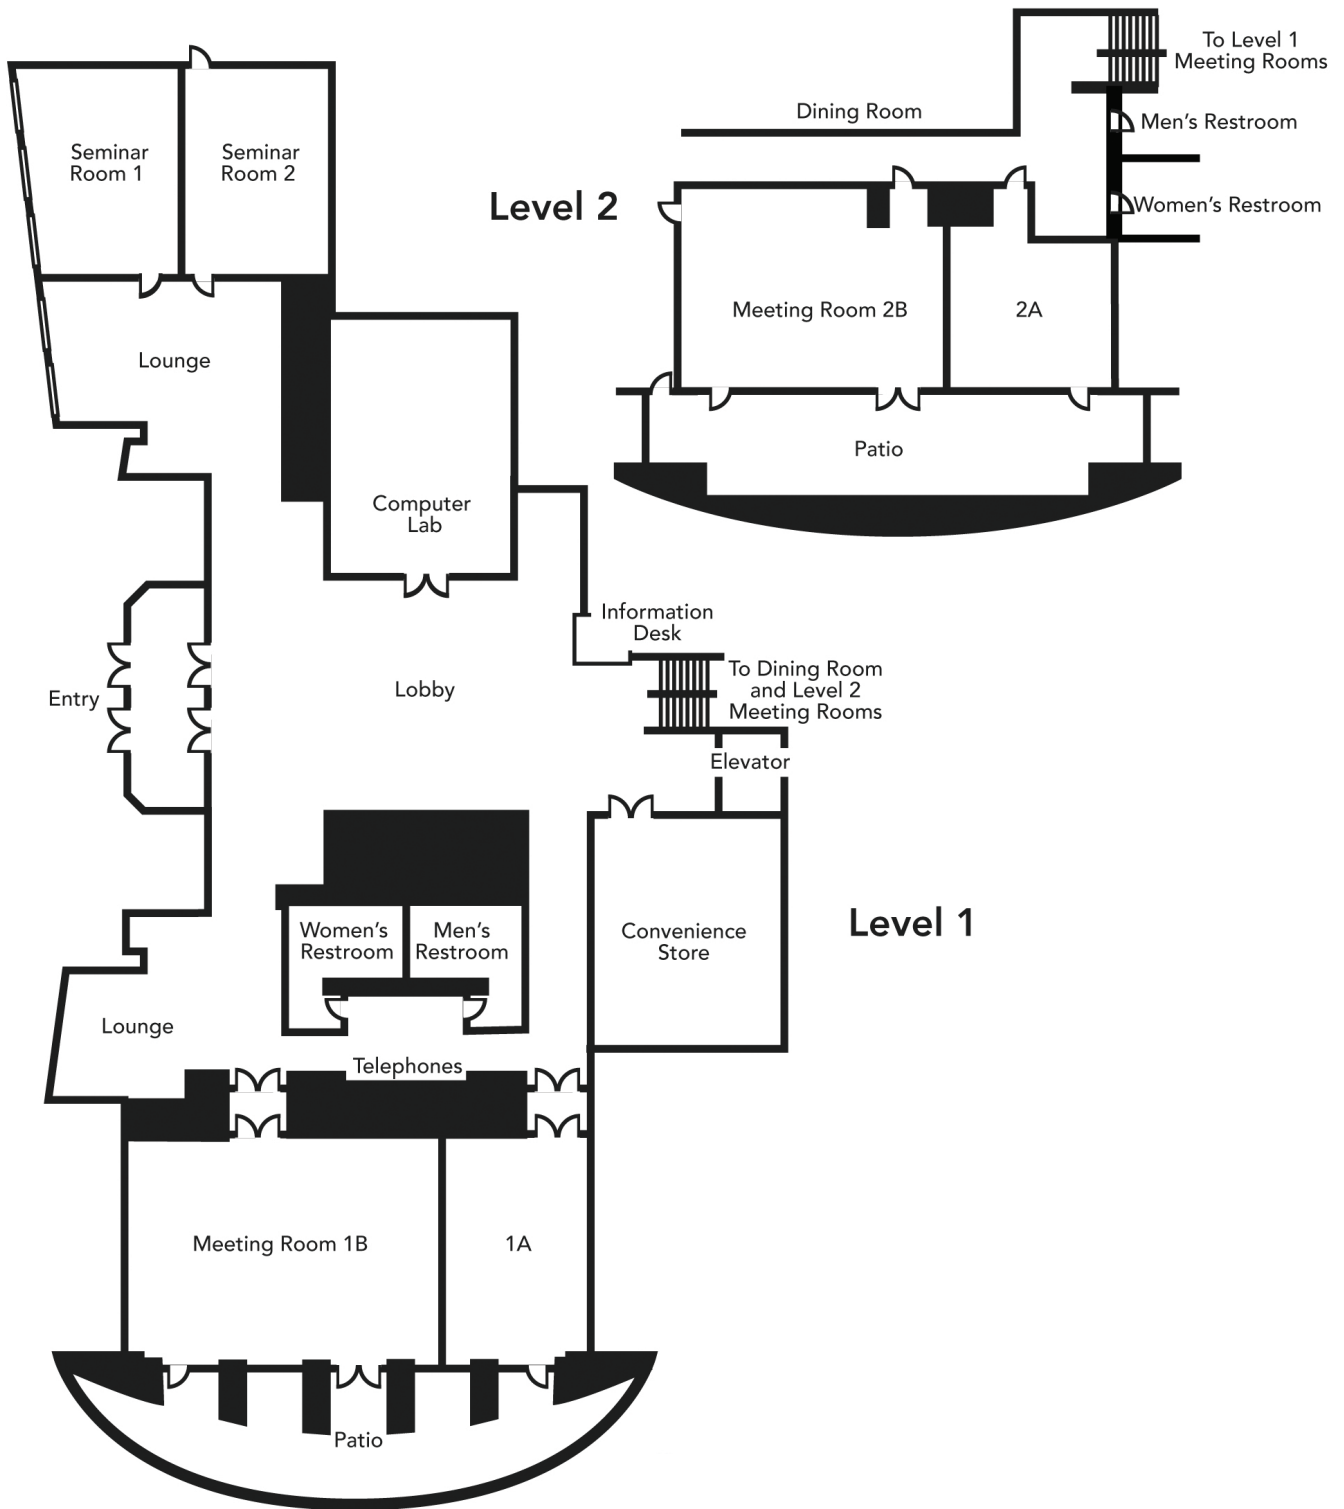 To Level 1
Meeting Rooms
Dining Room
Men's Restroom
Women's Restroom
Level 2
Meeting Room 2B
2A
Patio
Seminar
Room 1
Seminar
Room 2
Lounge
Computer
Lab
Information
Desk
To Dining Room
and Level 2
Meeting Rooms
Entry
Lobby
Elevator
Convenience
Store
Level 1
Women's
Restroom
Men's
Restroom
Lounge
Telephones
Meeting Room 1B
1A
Patio